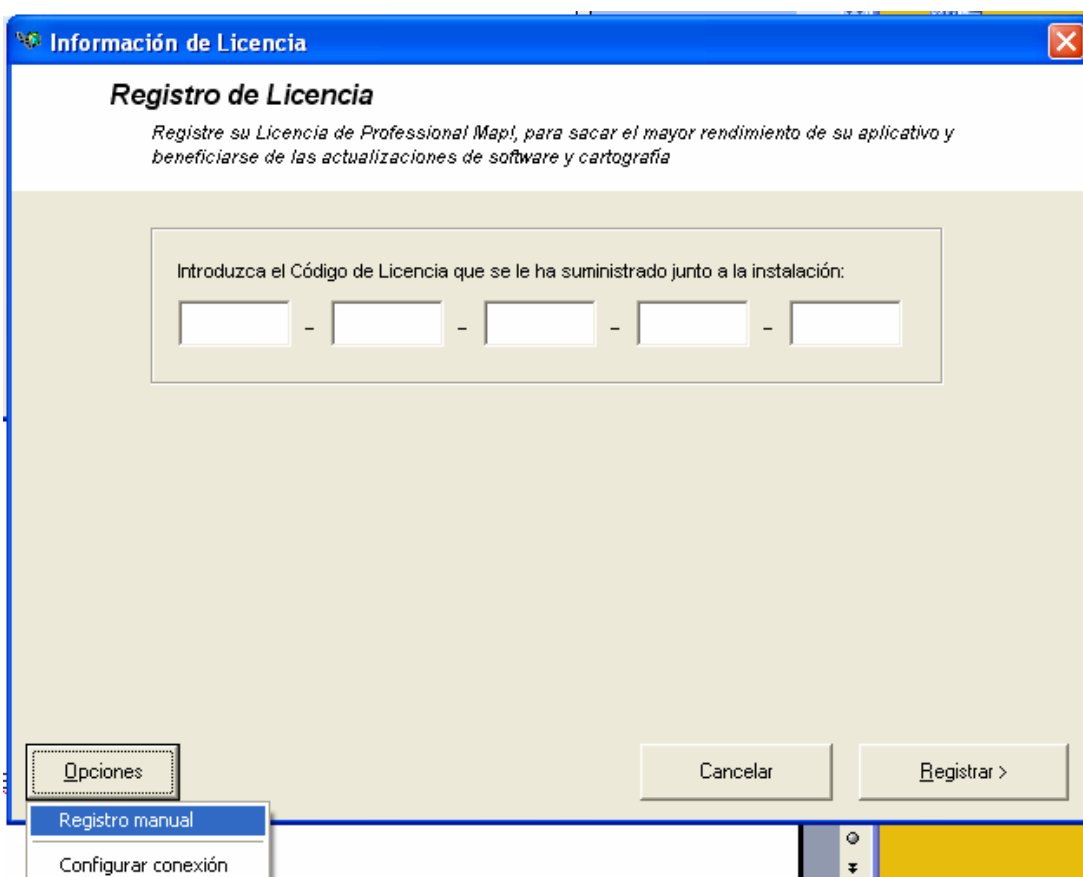 Información de Licencia
Registro de Licencia
Registre su Licencia de Professional Map!, para sacar el mayor rendimiento de su aplicativo y
beneficiarse de las actualizaciones de software y cartografía
Introduzca el Código de Licencia que se le ha suministrado junto a la instalación:
- - - -
Opciones Cancelar Registrar >
Registro manual
Configurar conexión